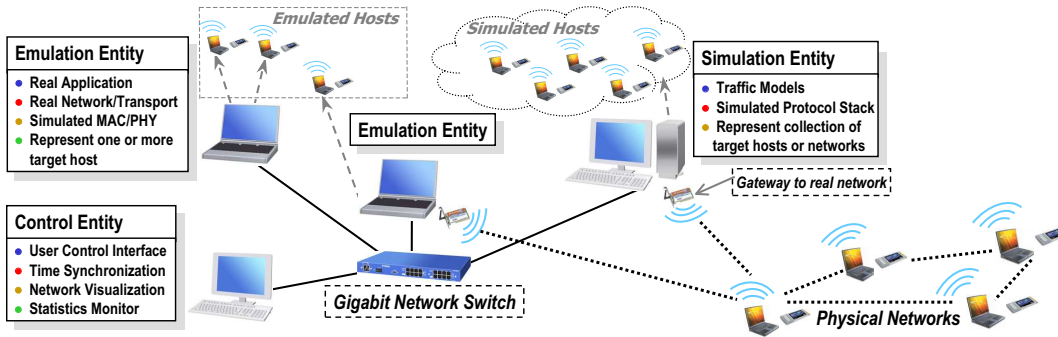 Emulated Hosts
Simulated Hosts
Emulation Entity
Real Application
Real Network/Transport
Simulated MAC/PHY
Represent one or more
target host
Emulation Entity
Simulation Entity
Traffic Models
Simulated Protocol Stack
Represent collection of
target hosts or networks
Gateway to real network
Control Entity
User Control Interface
Time Synchronization
Network Visualization
Statistics Monitor
Gigabit Network Switch
Physical Networks